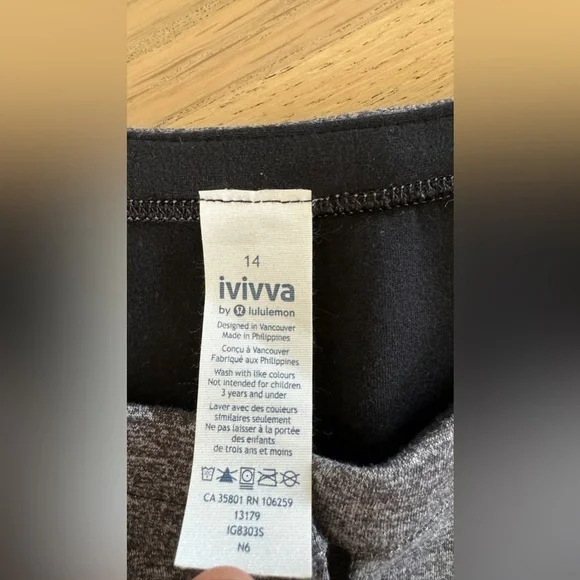 14
ivivva
by lululemon
Designed in Vancouver
Made in Philippines
Conçu à Vancouver
Fabriqué aux Philippines
Wash with like colours
Not intended for children
3 years and under
Laver avec des couleurs
similaires seulement
Ne pas laisser à la portée
des enfants
de trois ans et moins
CA 35801 RN 106259
13179
IG8303S
N6